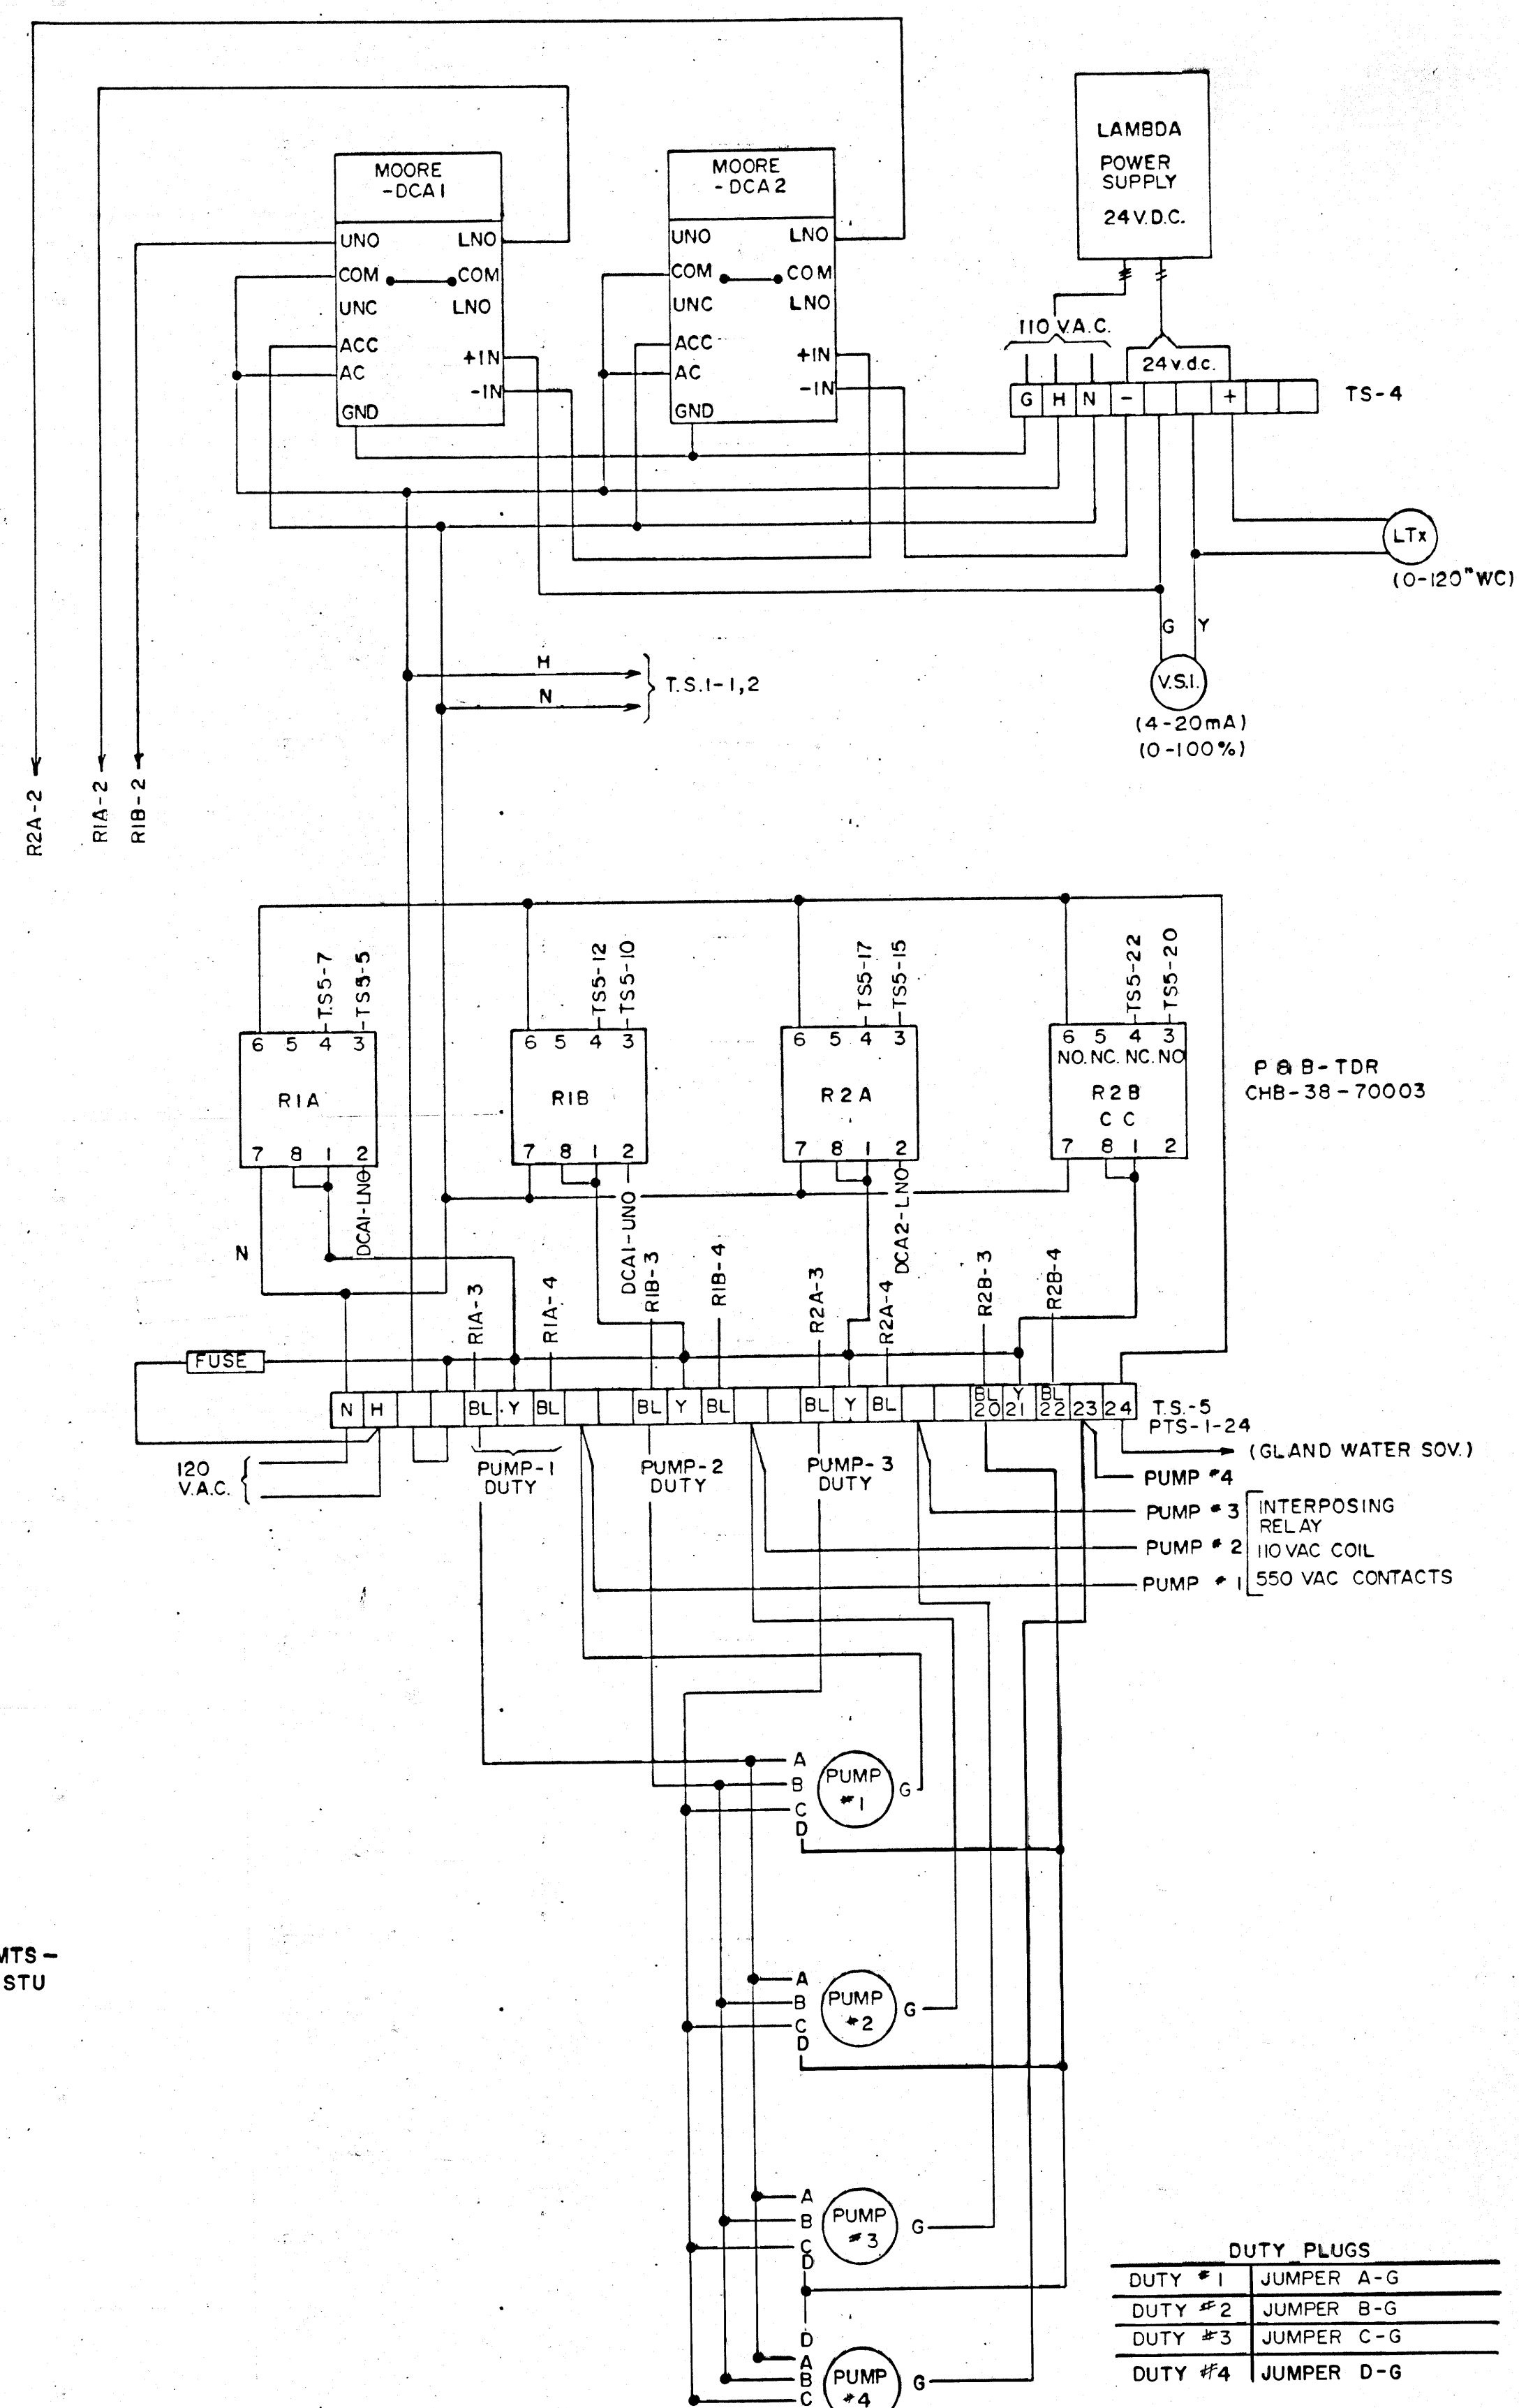 MOORE
-DCA1
UNO LNO
COM COM
UNC LNO
ACC
+IN
AC
-IN
GND
MOORE
-DCA2
UNO LNO
COM COM
UNC LNO
ACC
+IN
AC
-IN
GND
LAMBDA
POWER
SUPPLY
24V.D.C.
110 V.A.C.
24v.d.c.
G H N - +
TS-4
LTx
(0-120"WC)
G Y
V.S.I.
(4-20mA)
(0-100%)
H
N
T.S.1-1,2
R2A-2
R1A-2
R1B-2
TS5-7
TS5-5
6 5 4 3
R1A
7 8 1 2
DCA1-LNO
N
TS5-12
TS5-10
6 5 4 3
R1B
7 8 1 2
DCA1-UNO
TS5-17
TS5-15
6 5 4 3
R2A
7 8 1 2
DCA2-LNO
TS5-22
TS5-20
6 5 4 3
NO. NC. NC. NO
R2B
C C
7 8 1 2
P & B-TDR
CHB-38-70003
R1A-3
R1A-4
R1B-3
R1B-4
R2A-3
R2A-4
R2B-3
R2B-4
FUSE
N H BL Y BL BL Y BL BL Y BL BL 20 Y 21 BL 22 23 24
T.S.-5
PTS-1-24
120
V.A.C.
PUMP-1
DUTY
PUMP-2
DUTY
PUMP-3
DUTY
(GLAND WATER SOV.)
PUMP #4
PUMP #3
PUMP #2
PUMP #1
INTERPOSING
RELAY
110 VAC COIL
550 VAC CONTACTS
A
B
C
D
PUMP
#1
G
MTS-
STU
A
B
C
D
PUMP
#2
G
A
B
C
D
PUMP
#3
G
D
A
B
C
PUMP
#4
G
DUTY PLUGS
DUTY #1 JUMPER A-G
DUTY #2 JUMPER B-G
DUTY #3 JUMPER C-G
DUTY #4 JUMPER D-G